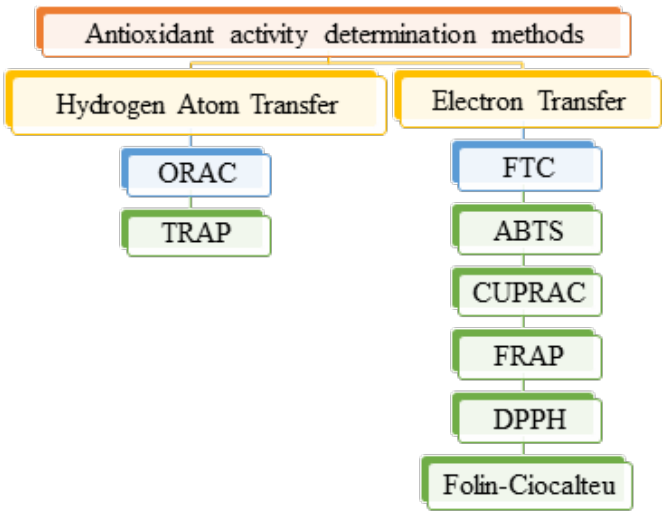 Antioxidant activity determination methods
Hydrogen Atom Transfer
Electron Transfer
ORAC
TRAP
FTC
ABTS
CUPRAC
FRAP
DPPH
Folin-Ciocalteu